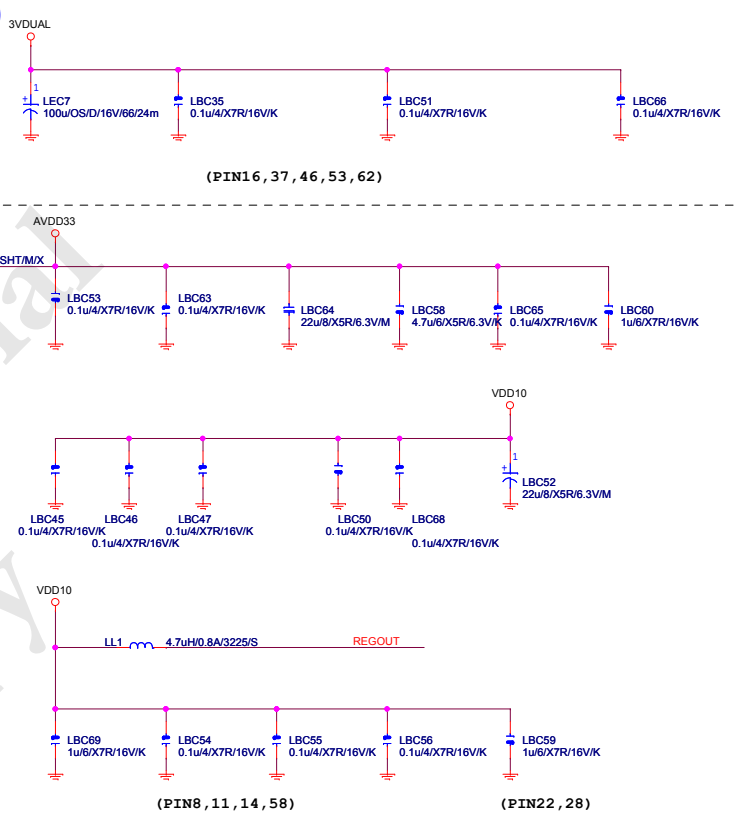 3VDUAL
1
+
LEC7
100u/OS/D/16V/66/24m
LBC35
0.1u/4/X7R/16V/K
LBC51
0.1u/4/X7R/16V/K
LBC66
0.1u/4/X7R/16V/K
(PIN16,37,46,53,62)
AVDD33
SHT/M/X
LBC53
0.1u/4/X7R/16V/K
LBC63
0.1u/4/X7R/16V/K
LBC64
22u/8/X5R/6.3V/M
LBC58
4.7u/6/X5R/6.3V/K
LBC65
0.1u/4/X7R/16V/K
LBC60
1u/6/X7R/16V/K
VDD10
1
+
LBC52
22u/8/X5R/6.3V/M
LBC45
0.1u/4/X7R/16V/K
LBC46
0.1u/4/X7R/16V/K
LBC47
0.1u/4/X7R/16V/K
LBC50
0.1u/4/X7R/16V/K
LBC68
0.1u/4/X7R/16V/K
VDD10
LL1
4.7uH/0.8A/3225/S
REGOUT
LBC69
1u/6/X7R/16V/K
LBC54
0.1u/4/X7R/16V/K
LBC55
0.1u/4/X7R/16V/K
LBC56
0.1u/4/X7R/16V/K
LBC59
1u/6/X7R/16V/K
(PIN8,11,14,58)
(PIN22,28)